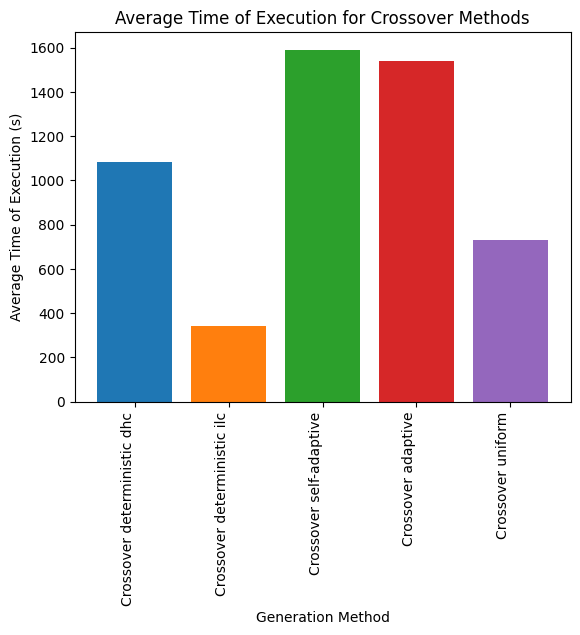 Average Time of Execution for Crossover Methods
Average Time of Execution (s)
1600
1400
1200
1000
800
600
400
200
0
Crossover deterministic dhc
Crossover deterministic ilc
Crossover self-adaptive
Crossover adaptive
Crossover uniform
Generation Method